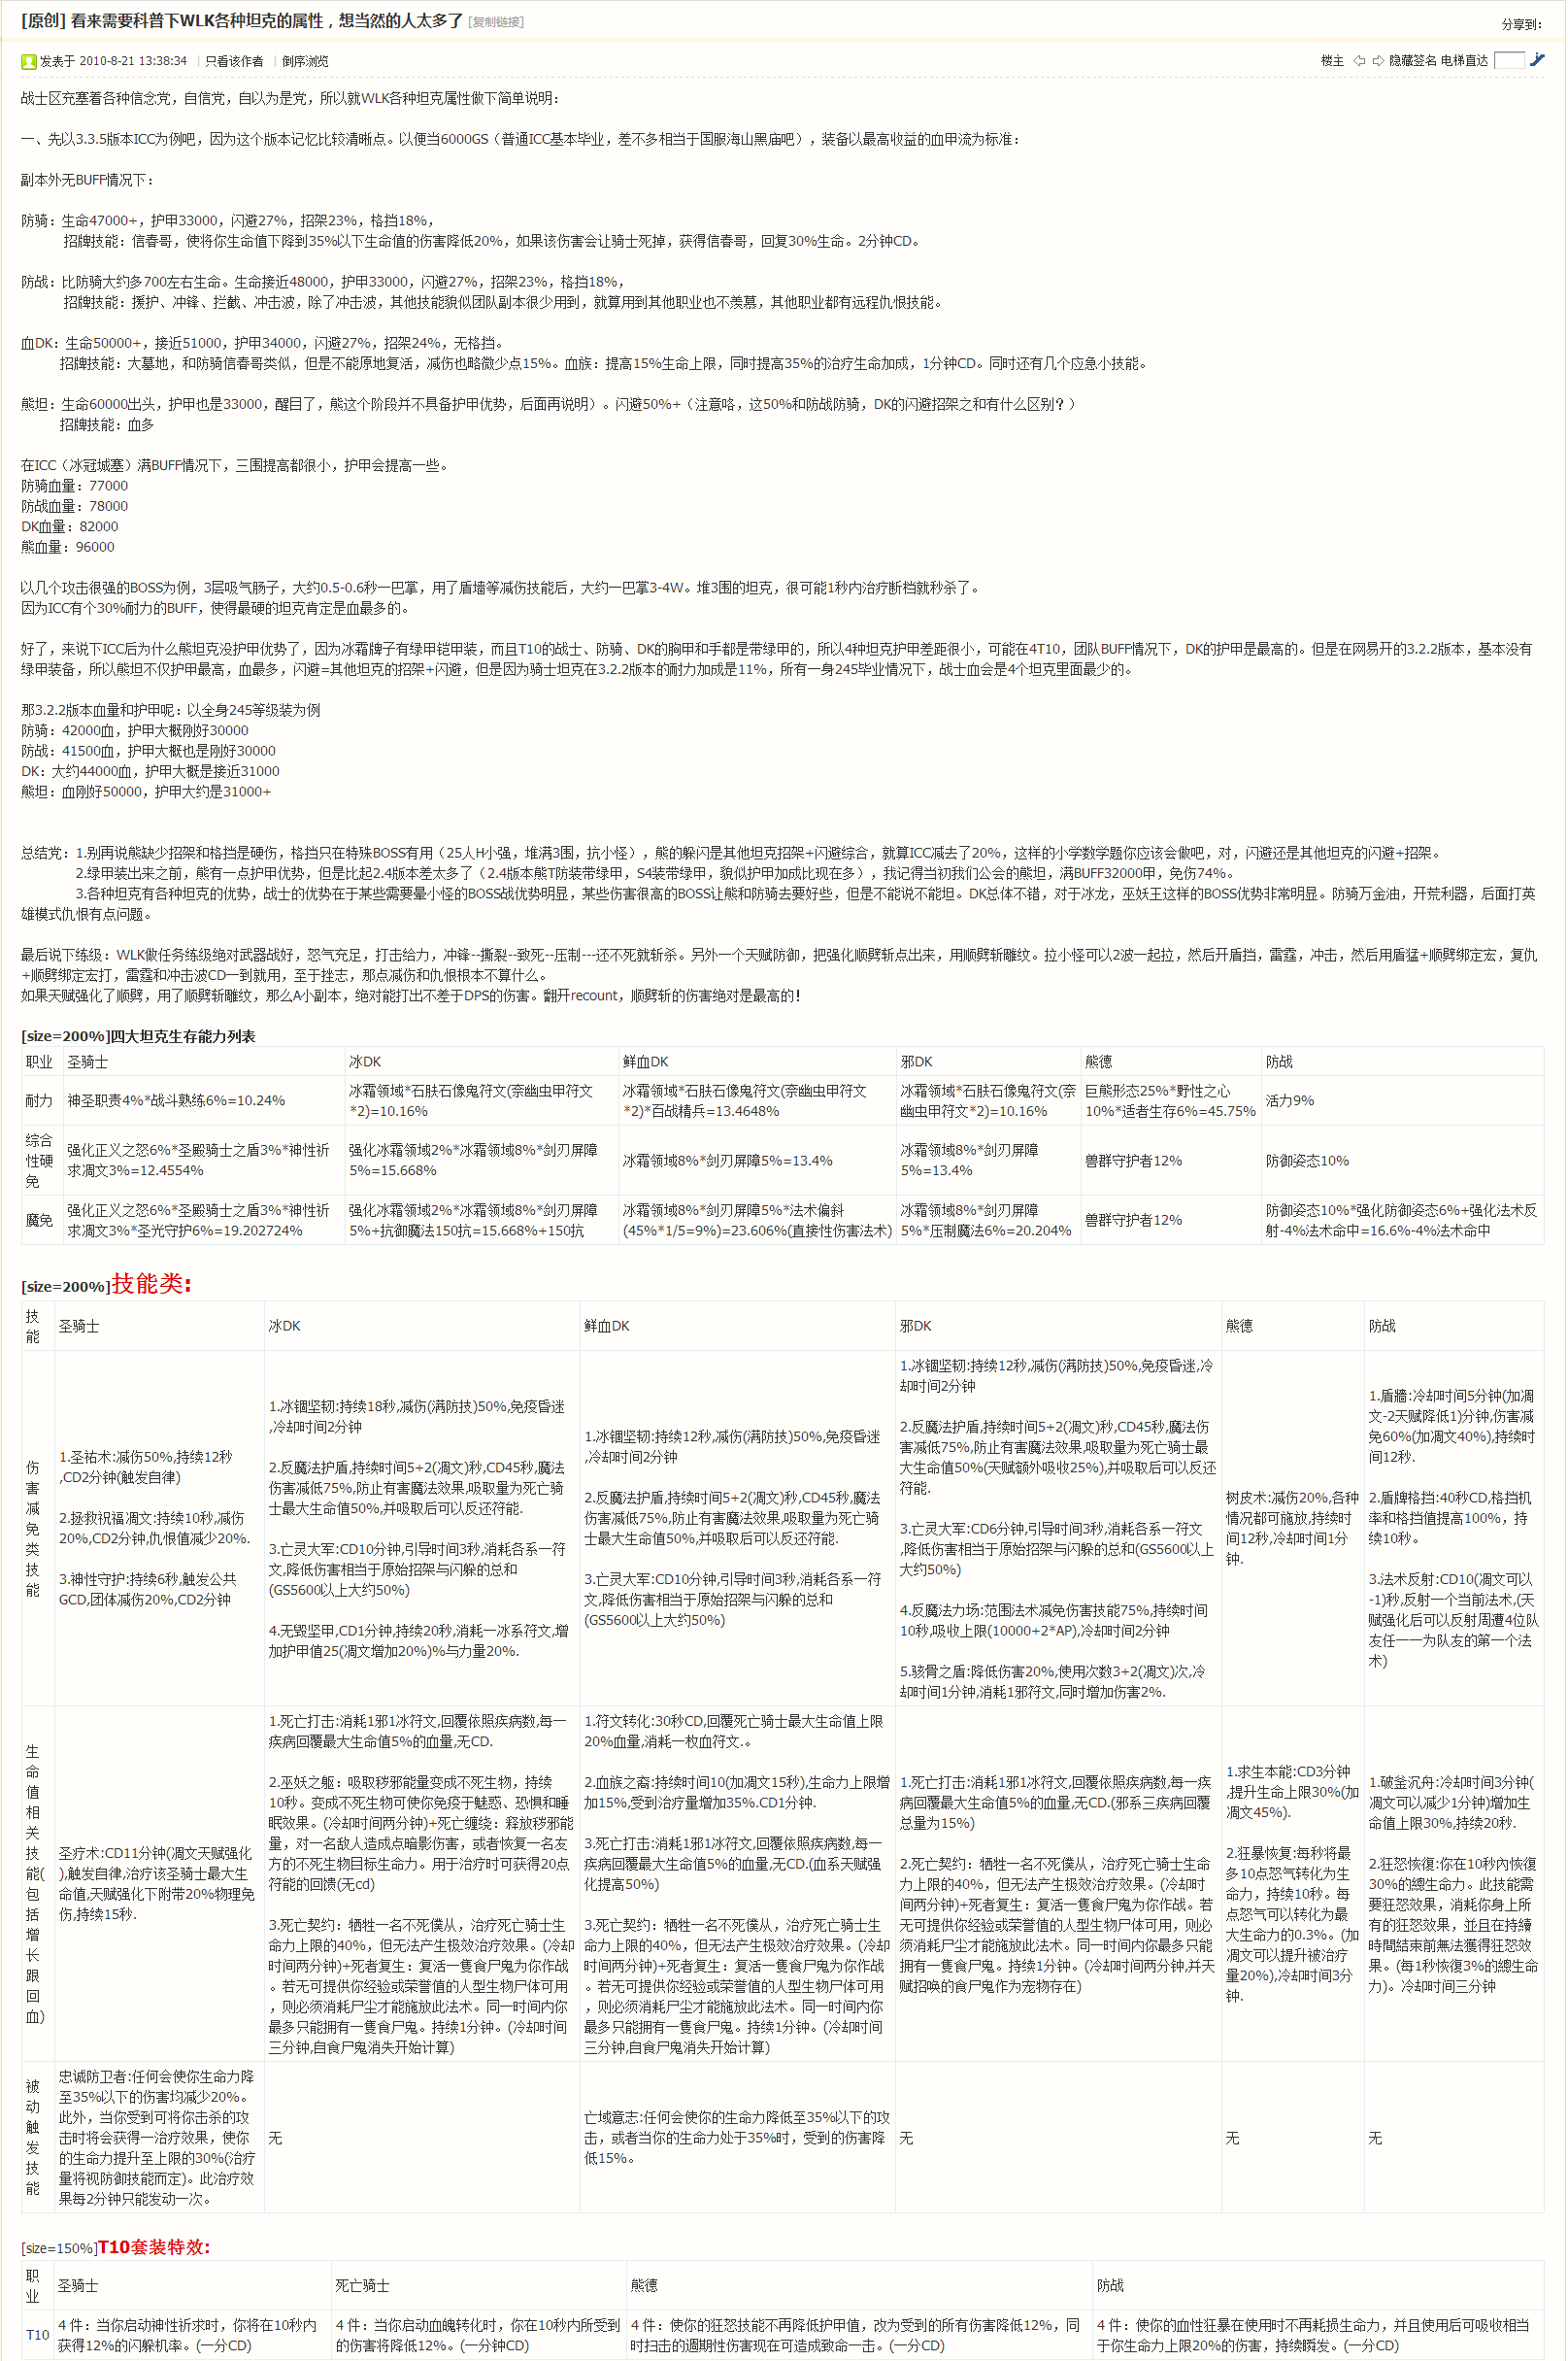 [原创] 看来需要科普下WLK各种坦克的属性，想当然的人太多了 [复制链接]
分享到：
发表于 2010-8-21 13:38:34 | 只看该作者 | 倒序浏览
楼主 隐藏签名 电梯直达
战士区充塞着各种信念党，自信党，自以为是党，所以就WLK各种坦克属性做下简单说明：
一、先以3.3.5版本ICC为例吧，因为这个版本记忆比较清晰点。以便当6000GS（普通ICC基本毕业，差不多相当于国服海山黑庙吧），装备以最高收益的血甲流为标准：
副本外无BUFF情况下：
防骑：生命47000+，护甲33000，闪避27%，招架23%，格挡18%，
招牌技能：信春哥，使将你生命值下降到35%以下生命值的伤害降低20%，如果该伤害会让骑士死掉，获得信春哥，回复30%生命。2分钟CD。
防战：比防骑大约多700左右生命。生命接近48000，护甲33000，闪避27%，招架23%，格挡18%，
招牌技能：援护、冲锋、拦截、冲击波，除了冲击波，其他技能貌似团队副本很少用到，就算用到其他职业也不羡慕，其他职业都有远程仇恨技能。
血DK：生命50000+，接近51000，护甲34000，闪避27%，招架24%，无格挡。
招牌技能：大墓地，和防骑信春哥类似，但是不能原地复活，减伤也略微少点15%。血族：提高15%生命上限，同时提高35%的治疗生命加成，1分钟CD。同时还有几个应急小技能。
熊坦：生命60000出头，护甲也是33000，醒目了，熊这个阶段并不具备护甲优势，后面再说明）。闪避50%+（注意咯，这50%和防战防骑，DK的闪避招架之和有什么区别？）
招牌技能：血多
在ICC（冰冠城塞）满BUFF情况下，三围提高都很小，护甲会提高一些。
防骑血量：77000
防战血量：78000
DK血量：82000
熊血量：96000
以几个攻击很强的BOSS为例，3层吸气肠子，大约0.5-0.6秒一巴掌，用了盾墙等减伤技能后，大约一巴掌3-4W。堆3围的坦克，很可能1秒内治疗断档就秒杀了。
因为ICC有个30%耐力的BUFF，使得最硬的坦克肯定是血最多的。
好了，来说下ICC后为什么熊坦克没护甲优势了，因为冰霜牌子有绿甲铠甲装，而且T10的战士、防骑、DK的胸甲和手都是带绿甲的，所以4种坦克护甲差距很小，可能在4T10，团队BUFF情况下，DK的护甲是最高的。但是在网易开的3.2.2版本，基本没有
绿甲装备，所以熊坦不仅护甲最高，血最多，闪避=其他坦克的招架+闪避，但是因为骑士坦克在3.2.2版本的耐力加成是11%，所有一身245毕业情况下，战士血会是4个坦克里面最少的。
那3.2.2版本血量和护甲呢：以全身245等级装为例
防骑：42000血，护甲大概刚好30000
防战：41500血，护甲大概也是刚好30000
DK：大约44000血，护甲大概是接近31000
熊坦：血刚好50000，护甲大约是31000+
总结党：1.别再说熊缺少招架和格挡是硬伤，格挡只在特殊BOSS有用（25人H小强，堆满3围，抗小怪），熊的躲闪是其他坦克招架+闪避综合，就算ICC减去了20%，这样的小学数学题你应该会做吧，对，闪避还是其他坦克的闪避+招架。
2.绿甲装出来之前，熊有一点护甲优势，但是比起2.4版本差太多了（2.4版本熊T防装带绿甲，S4装带绿甲，貌似护甲加成比现在多），我记得当初我们公会的熊坦，满BUFF32000甲，免伤74%。
3.各种坦克有各种坦克的优势，战士的优势在于某些需要晕小怪的BOSS战优势明显，某些伤害很高的BOSS让熊和防骑去要好些，但是不能说不能坦。DK总体不错，对于冰龙，巫妖王这样的BOSS优势非常明显。防骑万金油，开荒利器，后面打英
雄模式仇恨有点问题。
最后说下练级：WLK做任务练级绝对武器战好，怒气充足，打击给力，冲锋--撕裂--致死--压制---还不死就斩杀。另外一个天赋防御，把强化顺劈斩点出来，用顺劈斩雕纹。拉小怪可以2波一起拉，然后开盾挡，雷霆，冲击，然后用盾猛+顺劈绑定宏，复仇
+顺劈绑定宏打，雷霆和冲击波CD一到就用，至于挫志，那点减伤和仇恨根本不算什么。
如果天赋强化了顺劈，用了顺劈斩雕纹，那么A小副本，绝对能打出不差于DPS的伤害。翻开recount，顺劈斩的伤害绝对是最高的！
[size=200%]四大坦克生存能力列表
职业 圣骑士 冰DK 鲜血DK 邪DK 熊德 防战
耐力
神圣职责4%*战斗熟练6%=10.24%
冰霜领域*石肤石像鬼符文(奈幽虫甲符文
*2)=10.16%
冰霜领域*石肤石像鬼符文(奈幽虫甲符文
*2)*百战精兵=13.4648%
冰霜领域*石肤石像鬼符文(奈
幽虫甲符文*2)=10.16%
巨熊形态25%*野性之心
10%*适者生存6%=45.75%
活力9%
综合
性硬
免
强化正义之怒6%*圣殿骑士之盾3%*神性祈
求凋文3%=12.4554%
强化冰霜领域2%*冰霜领域8%*剑刃屏障
5%=15.668%
冰霜领域8%*剑刃屏障5%=13.4%
冰霜领域8%*剑刃屏障
5%=13.4%
兽群守护者12%
防御姿态10%
魔免
强化正义之怒6%*圣殿骑士之盾3%*神性祈
求凋文3%*圣光守护6%=19.202724%
强化冰霜领域2%*冰霜领域8%*剑刃屏障
5%+抗御魔法150抗=15.668%+150抗
冰霜领域8%*剑刃屏障5%*法术偏斜
(45%*1/5=9%)=23.606%(直接性伤害法术)
冰霜领域8%*剑刃屏障
5%*压制魔法6%=20.204%
兽群守护者12%
防御姿态10%*强化防御姿态6%+强化法术反
射-4%法术命中=16.6%-4%法术命中
[size=200%]技能类:
技
能
圣骑士 冰DK 鲜血DK 邪DK 熊德 防战
伤
害
减
免
类
技
能
1.圣祐术:减伤50%,持续12秒
,CD2分钟(触发自律)
2.拯救祝福凋文:持续10秒,减伤
20%,CD2分钟,仇恨值减少20%.
3.神性守护:持续6秒,触发公共
GCD,团体减伤20%,CD2分钟
1.冰锢坚韧:持续18秒,减伤(满防技)50%,免疫昏迷
,冷却时间2分钟
2.反魔法护盾,持续时间5+2(凋文)秒,CD45秒,魔法
伤害减低75%,防止有害魔法效果,吸取量为死亡骑
士最大生命值50%,并吸取后可以反还符能.
3.亡灵大军:CD10分钟,引导时间3秒,消耗各系一符
文,降低伤害相当于原始招架与闪躲的总和
(GS5600以上大约50%)
4.无毁坚甲,CD1分钟,持续20秒,消耗一冰系符文,增
加护甲值25(凋文增加20%)%与力量20%.
1.冰锢坚韧:持续12秒,减伤(满防技)50%,免疫昏迷
,冷却时间2分钟
2.反魔法护盾,持续时间5+2(凋文)秒,CD45秒,魔法
伤害减低75%,防止有害魔法效果,吸取量为死亡骑
士最大生命值50%,并吸取后可以反还符能.
3.亡灵大军:CD10分钟,引导时间3秒,消耗各系一符
文,降低伤害相当于原始招架与闪躲的总和
(GS5600以上大约50%)
1.冰锢坚韧:持续12秒,减伤(满防技)50%,免疫昏迷,冷
却时间2分钟
2.反魔法护盾,持续时间5+2(凋文)秒,CD45秒,魔法伤
害减低75%,防止有害魔法效果,吸取量为死亡骑士最
大生命值50%(天赋额外吸收25%),并吸取后可以反还
符能.
3.亡灵大军:CD6分钟,引导时间3秒,消耗各系一符文
,降低伤害相当于原始招架与闪躲的总和(GS5600以上
大约50%)
4.反魔法力场:范围法术减免伤害技能75%,持续时间
10秒,吸收上限(10000+2*AP),冷却时间2分钟
5.骇骨之盾:降低伤害20%,使用次数3+2(凋文)次,冷
却时间1分钟,消耗1邪符文,同时增加伤害2%.
树皮术:减伤20%,各种
情况都可施放,持续时
间12秒,冷却时间1分
钟.
1.盾牆:冷却时间5分钟(加凋
文-2天赋降低1)分钟,伤害减
免60%(加凋文40%),持续时
间12秒.
2.盾牌格挡:40秒CD,格挡机
率和格挡值提高100%，持
续10秒。
3.法术反射:CD10(凋文可以
-1)秒,反射一个当前法术,(天
赋强化后可以反射周遭4位队
友任一一为队友的第一个法
术)
生
命
值
相
关
技
能(
包
括
增
长
跟
回
血)
圣疗术:CD11分钟(凋文天赋强化
),触发自律,治疗该圣骑士最大生
命值,天赋强化下附带20%物理免
伤,持续15秒.
1.死亡打击:消耗1邪1冰符文,回覆依照疾病数,每一
疾病回覆最大生命值5%的血量,无CD.
2.巫妖之躯：吸取秽邪能量变成不死生物，持续
10秒。变成不死生物可使你免疫于魅惑、恐惧和睡
眠效果。(冷却时间两分钟)+死亡缠绕：释放秽邪能
量，对一名敌人造成点暗影伤害，或者恢复一名友
方的不死生物目标生命力。用于治疗时可获得20点
符能的回馈(无cd)
3.死亡契约：牺牲一名不死僕从，治疗死亡骑士生
命力上限的40%，但无法产生极效治疗效果。(冷却
时间两分钟)+死者复生：复活一隻食尸鬼为你作战
。若无可提供你经验或荣誉值的人型生物尸体可用
，则必须消耗尸尘才能施放此法术。同一时间内你
最多只能拥有一隻食尸鬼。持续1分钟。(冷却时间
三分钟,自食尸鬼消失开始计算)
1.符文转化:30秒CD,回覆死亡骑士最大生命值上限
20%血量,消耗一枚血符文.。
2.血族之裔:持续时间10(加凋文15秒),生命力上限增
加15%,受到治疗量增加35%.CD1分钟.
3.死亡打击:消耗1邪1冰符文,回覆依照疾病数,每一
疾病回覆最大生命值5%的血量,无CD.(血系天赋强
化提高50%)
3.死亡契约：牺牲一名不死僕从，治疗死亡骑士生
命力上限的40%，但无法产生极效治疗效果。(冷却
时间两分钟)+死者复生：复活一隻食尸鬼为你作战
。若无可提供你经验或荣誉值的人型生物尸体可用
，则必须消耗尸尘才能施放此法术。同一时间内你
最多只能拥有一隻食尸鬼。持续1分钟。(冷却时间
三分钟,自食尸鬼消失开始计算)
1.死亡打击:消耗1邪1冰符文,回覆依照疾病数,每一疾
病回覆最大生命值5%的血量,无CD.(邪系三疾病回覆
总量为15%)
2.死亡契约：牺牲一名不死僕从，治疗死亡骑士生命
力上限的40%，但无法产生极效治疗效果。(冷却时
间两分钟)+死者复生：复活一隻食尸鬼为你作战。若
无可提供你经验或荣誉值的人型生物尸体可用，则必
须消耗尸尘才能施放此法术。同一时间内你最多只能
拥有一隻食尸鬼。持续1分钟。(冷却时间两分钟,并天
赋招唤的食尸鬼作为宠物存在)
1.求生本能:CD3分钟
,提升生命上限30%(加
凋文45%).
2.狂暴恢复:每秒将最
多10点怒气转化为生
命力，持续10秒。每
点怒气可以转化为最
大生命力的0.3%。(加
凋文可以提升被治疗
量20%),冷却时间3分
钟.
1.破釜沉舟:冷却时间3分钟(
凋文可以减少1分钟)增加生
命值上限30%,持续20秒.
2.狂怒恢復:你在10秒內恢復
30%的總生命力。此技能需
要狂怒效果，消耗你身上所
有的狂怒效果，並且在持續
時間結束前無法獲得狂怒效
果。(每1秒恢復3%的總生命
力)。冷却时间三分钟
被
动
触
发
技
能
忠诚防卫者:任何会使你生命力降
至35%以下的伤害均减少20%。
此外，当你受到可将你击杀的攻
击时将会获得一治疗效果，使你
的生命力提升至上限的30%(治疗
量将视防御技能而定)。此治疗效
果每2分钟只能发动一次。
无
亡域意志:任何会使你的生命力降低至35%以下的攻
击，或者当你的生命力处于35%时，受到的伤害降
低15%。
无
无
无
[size=150%]T10套装特效:
职
业
圣骑士 死亡骑士 熊德 防战
T10
4 件：当你启动神性祈求时，你将在10秒内
获得12%的闪躲机率。(一分CD)
4 件：当你启动血魄转化时，你在10秒内所受到
的伤害将降低12%。(一分钟CD)
4 件：使你的狂怒技能不再降低护甲值，改为受到的所有伤害降低12%，同
时扫击的週期性伤害现在可造成致命一击。(一分CD)
4 件：使你的血性狂暴在使用时不再耗损生命力，并且使用后可吸收相当
于你生命力上限20%的伤害，持续瞬发。(一分CD)